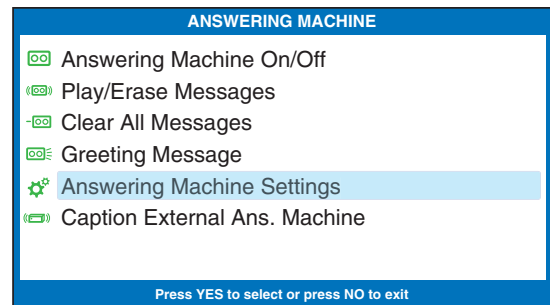 ANSWERING MACHINE
Answering Machine On/Off
Play/Erase Messages
Clear All Messages
Greeting Message
Answering Machine Settings
Caption External Ans. Machine
Press YES to select or press NO to exit